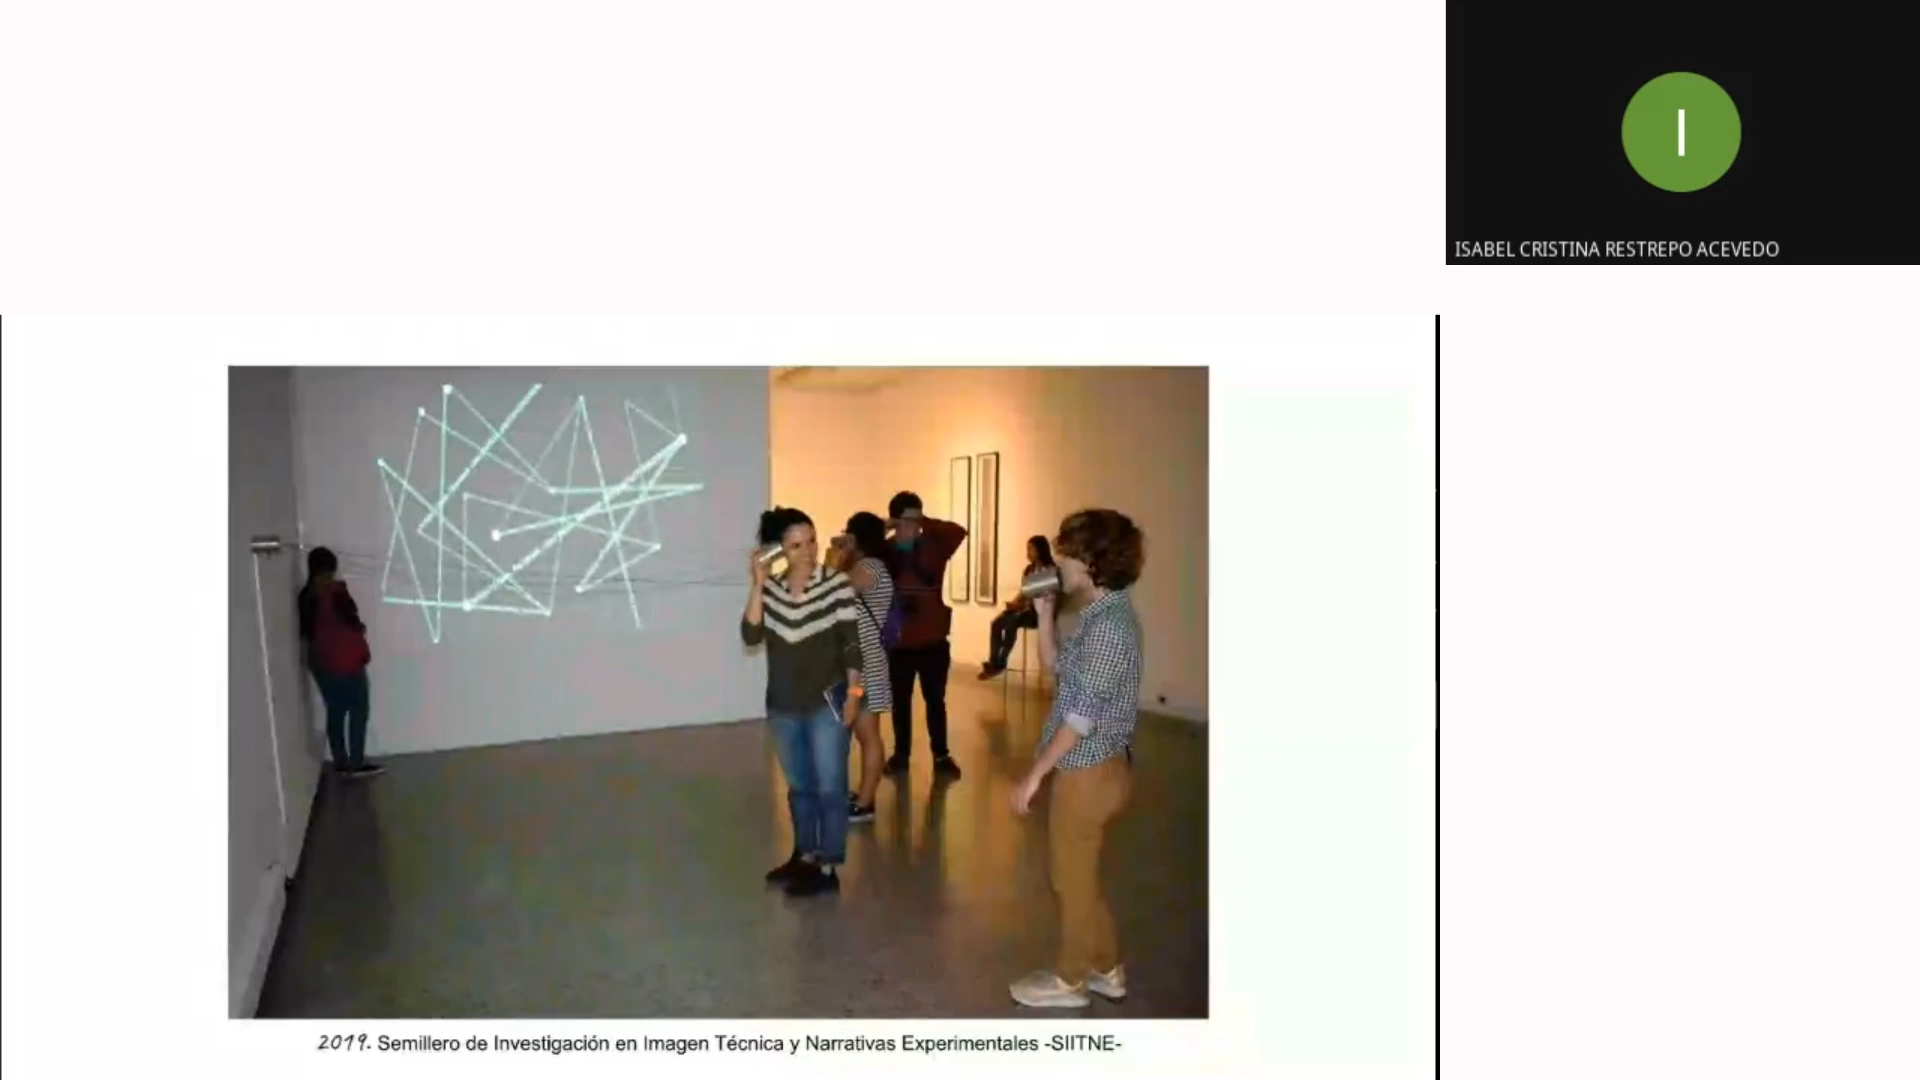 I
ISABEL CRISTINA RESTREPO ACEVEDO
2019. Semillero de Investigación en Imagen Técnica y Narrativas Experimentales -SIITNE-